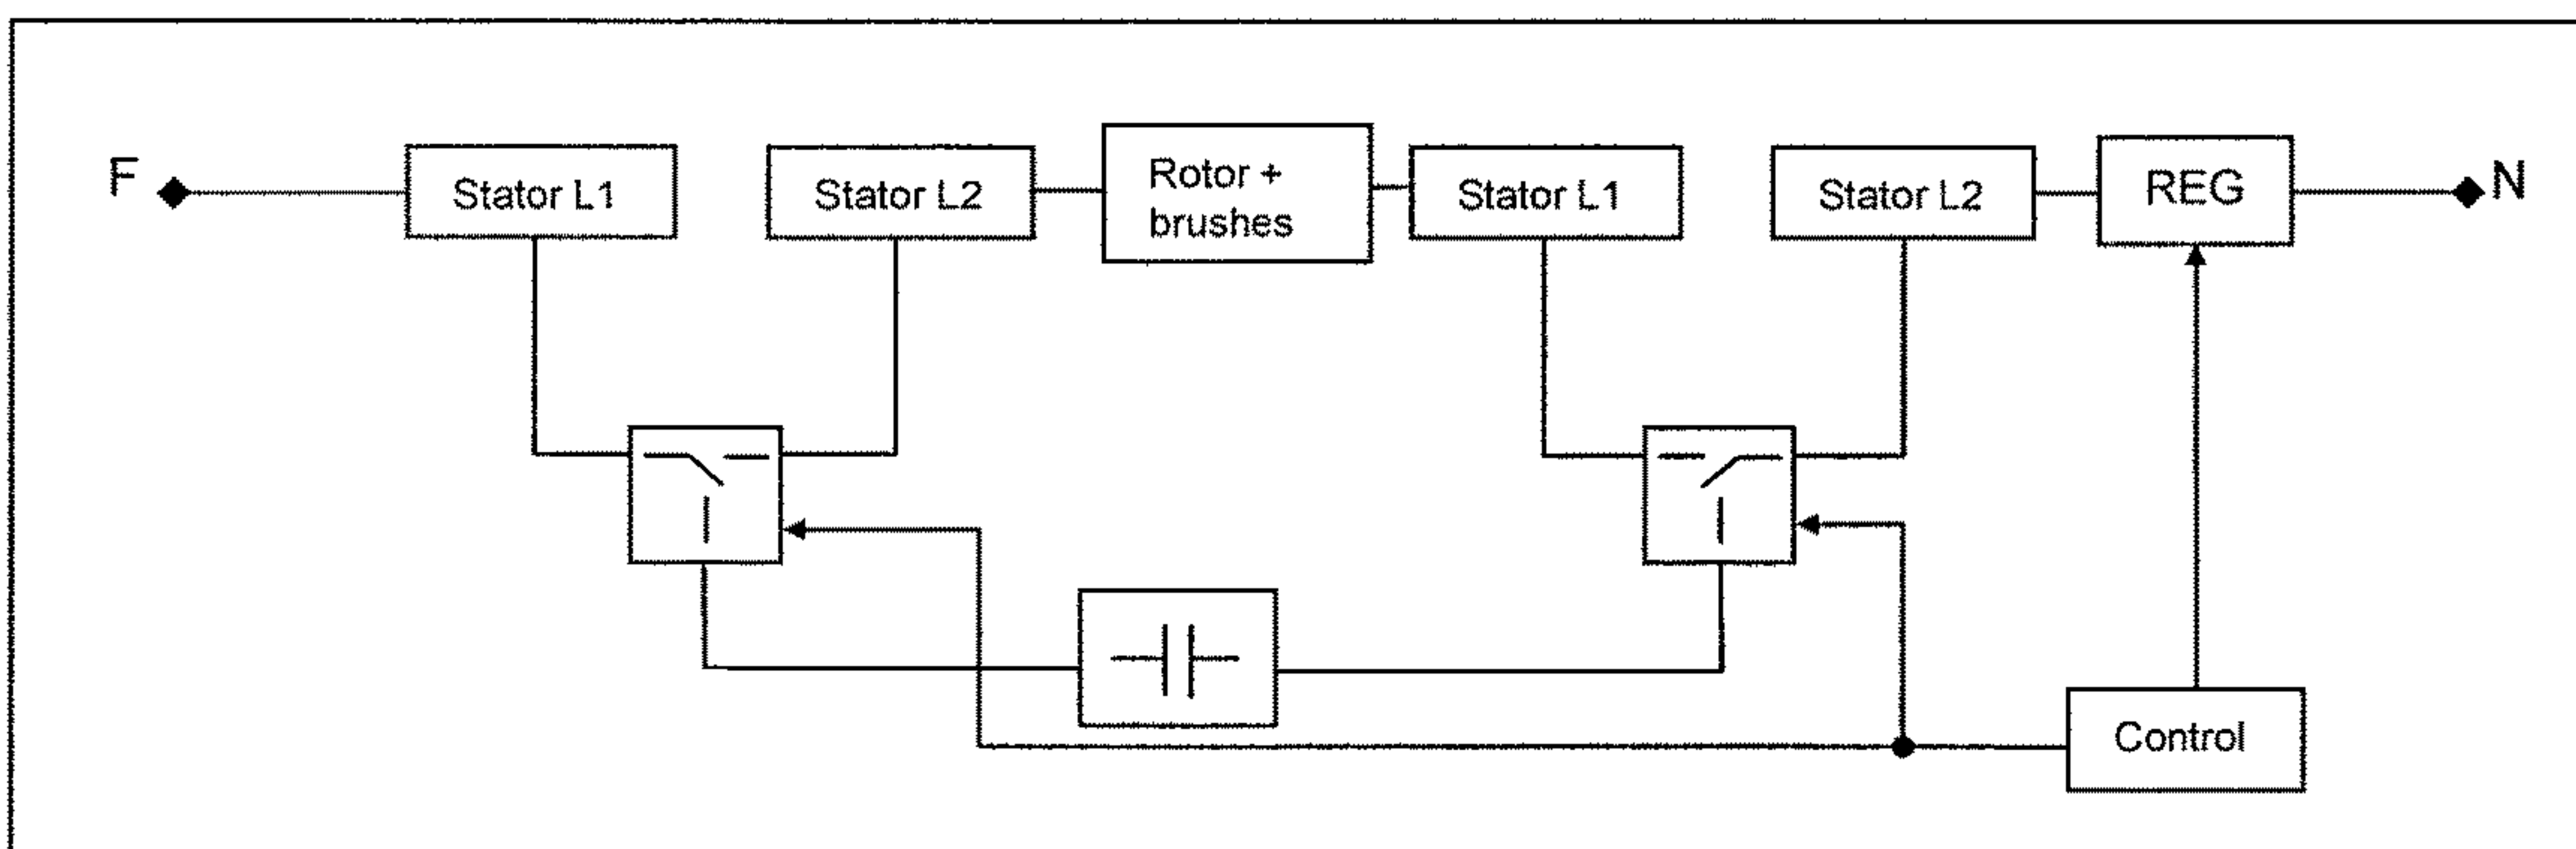 F
Stator L1
Stator L2
Rotor +
brushes
Stator L1
Stator L2
REG
N
Control